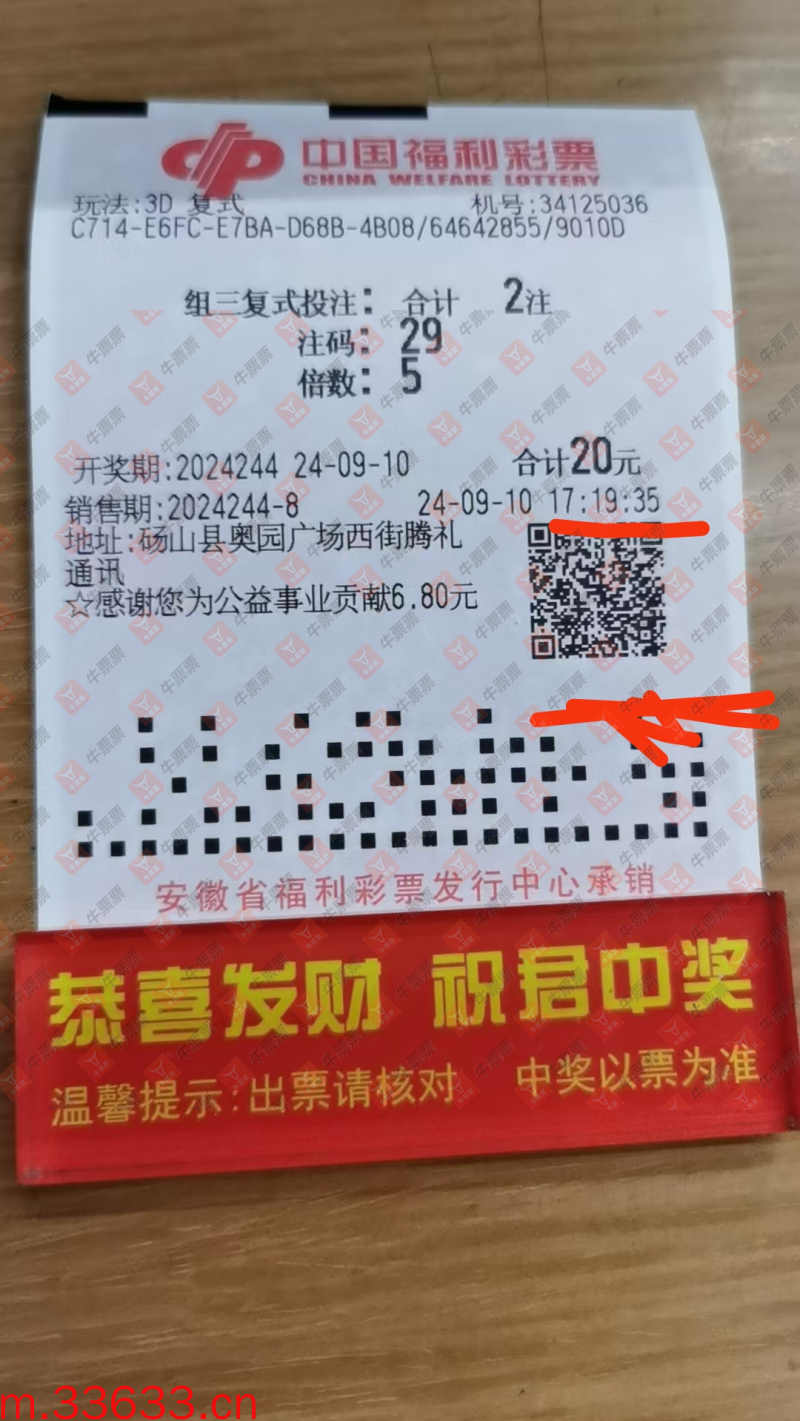 中国福利彩票
CHINA WELFARE LOTTERY
玩法:3D 复式 机号:34125036
C714-E6FC-E7BA-D68B-4B08/64642855/9010D
组三复式投注: 合计 2注
注码: 29
倍数: 5
开奖期:2024244 24-09-10 合计20元
销售期:2024244-8 24-09-10 17:19:35
地址:砀山县奥园广场西街腾礼
通讯
☆感谢您为公益事业贡献6.80元
安徽省福利彩票发行中心承销
恭喜发财 祝君中奖
温馨提示:出票请核对 中奖以票为准
牛票票
m.33633.cn